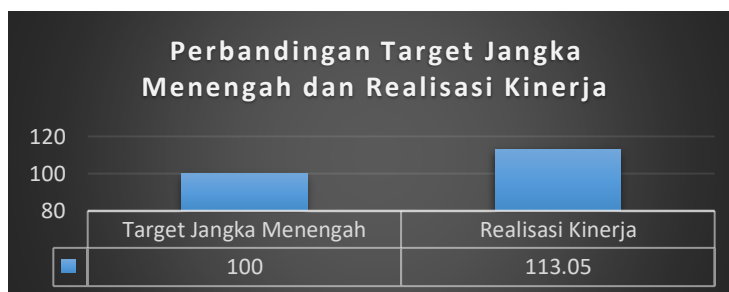 Perbandingan Target Jangka
Menengah dan Realisasi Kinerja
120
100
80
Target Jangka Menengah Realisasi Kinerja
100 113.05